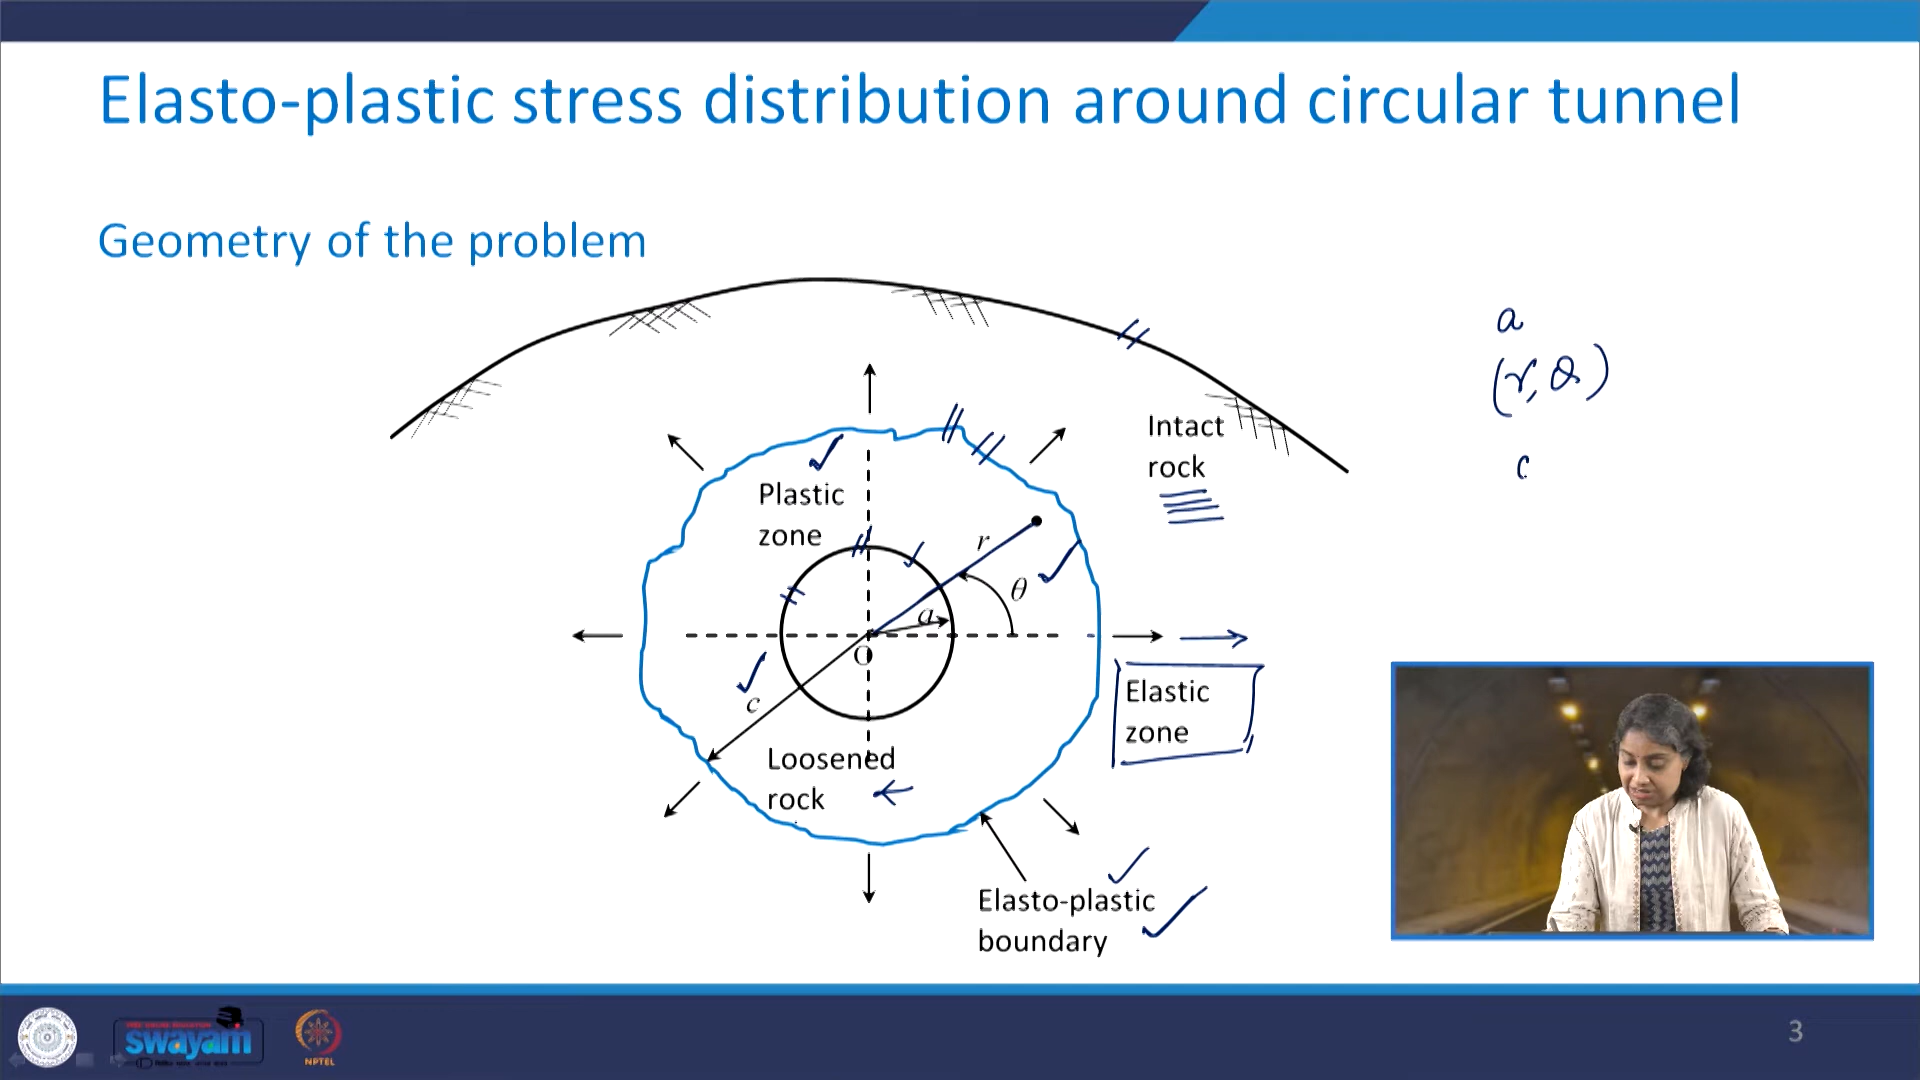 Elasto-plastic stress distribution around circular tunnel
Geometry of the problem
a
(r, θ)
c
Intact
rock
Plastic
zone
r
θ
a
O
c
Elastic
zone
Loosened
rock
Elasto-plastic
boundary
swayam
NPTEL
3